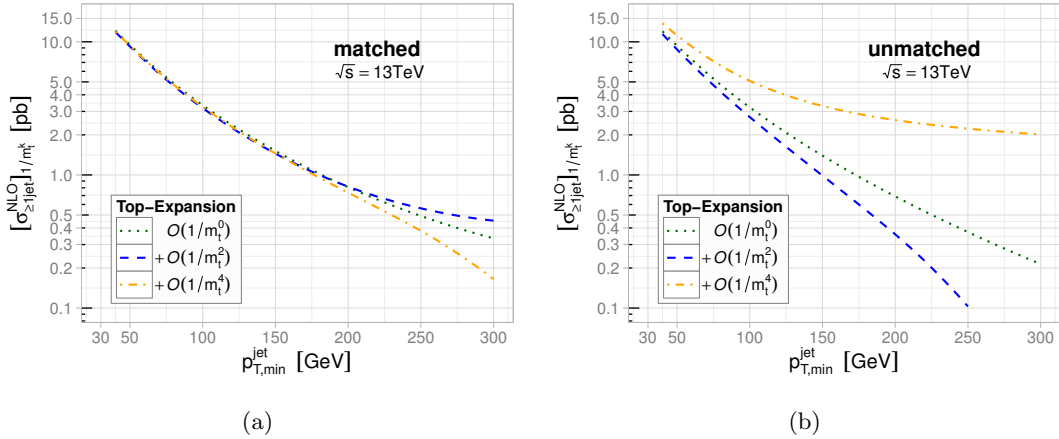 15.0
10.0
5.0
4.0
3.0
2.0
1.0
0.5
0.4
0.3
0.2
0.1
[σ^NLO_≥1jet]_1/m_t^k [pb]
matched
√s = 13TeV
Top−Expansion
O(1/m_t^0)
+ O(1/m_t^2)
+ O(1/m_t^4)
30 50 100 150 200 250 300
p^jet_T,min [GeV]
(a)
15.0
10.0
5.0
4.0
3.0
2.0
1.0
0.5
0.4
0.3
0.2
0.1
[σ^NLO_≥1jet]_1/m_t^k [pb]
unmatched
√s = 13TeV
Top−Expansion
O(1/m_t^0)
+ O(1/m_t^2)
+ O(1/m_t^4)
30 50 100 150 200 250 300
p^jet_T,min [GeV]
(b)